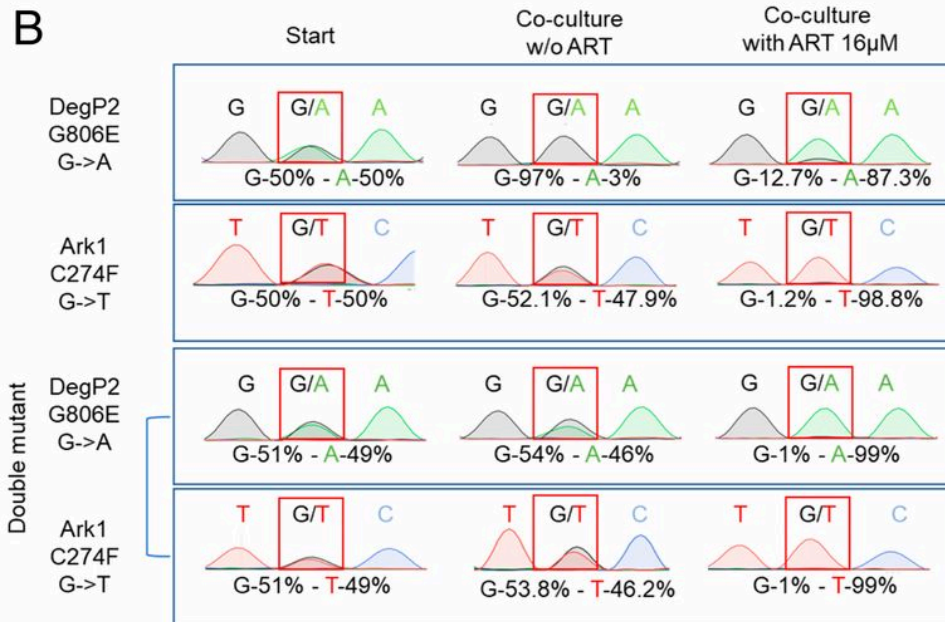 B
Start
Co-culture
w/o ART
Co-culture
with ART 16µM
DegP2
G806E
G->A
G G/A A
G-50% - A-50%
G G/A A
G-97% - A-3%
G G/A A
G-12.7% - A-87.3%
Ark1
C274F
G->T
T G/T C
G-50% - T-50%
T G/T C
G-52.1% - T-47.9%
T G/T C
G-1.2% - T-98.8%
Double mutant
DegP2
G806E
G->A
G G/A A
G-51% - A-49%
G G/A A
G-54% - A-46%
G G/A A
G-1% - A-99%
Ark1
C274F
G->T
T G/T C
G-51% - T-49%
T G/T C
G-53.8% - T-46.2%
T G/T C
G-1% - T-99%